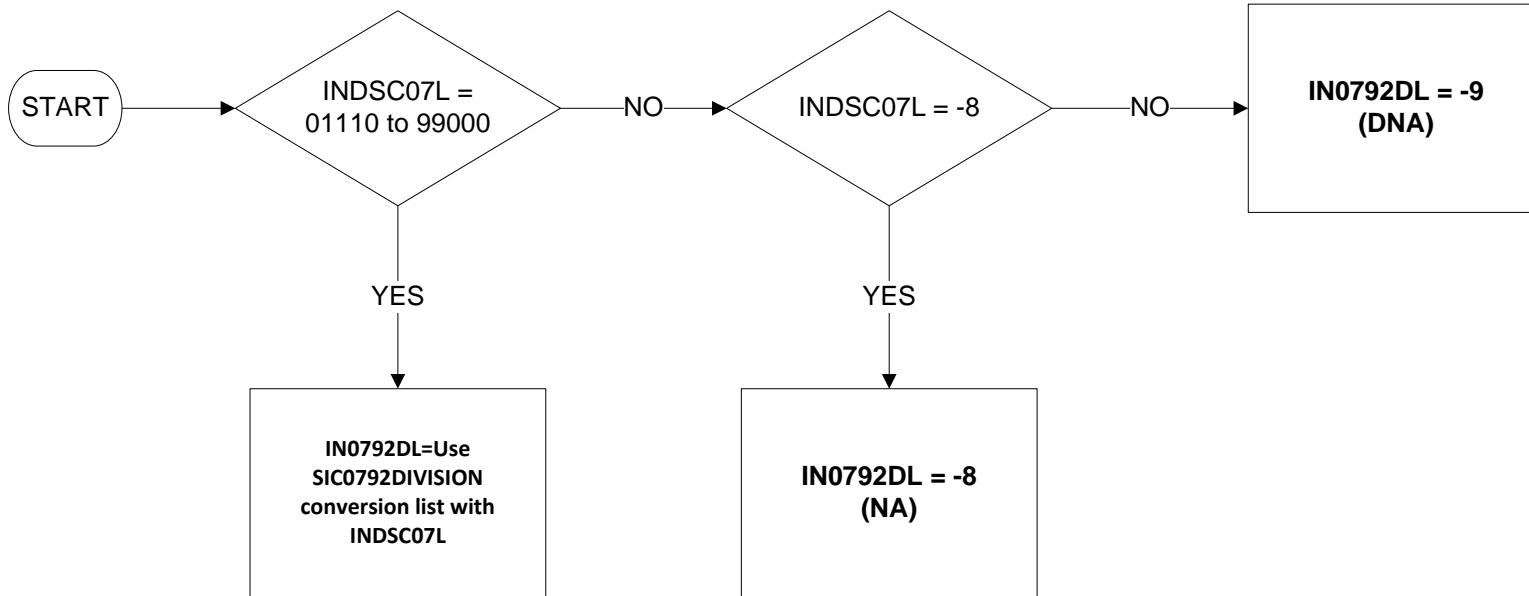 START
INDSC07L =
01110 to 99000
NO
INDSC07L = -8
NO
IN0792DL = -9
(DNA)
YES
YES
IN0792DL=Use
SIC0792DIVISION
conversion list with
INDSC07L
IN0792DL = -8
(NA)